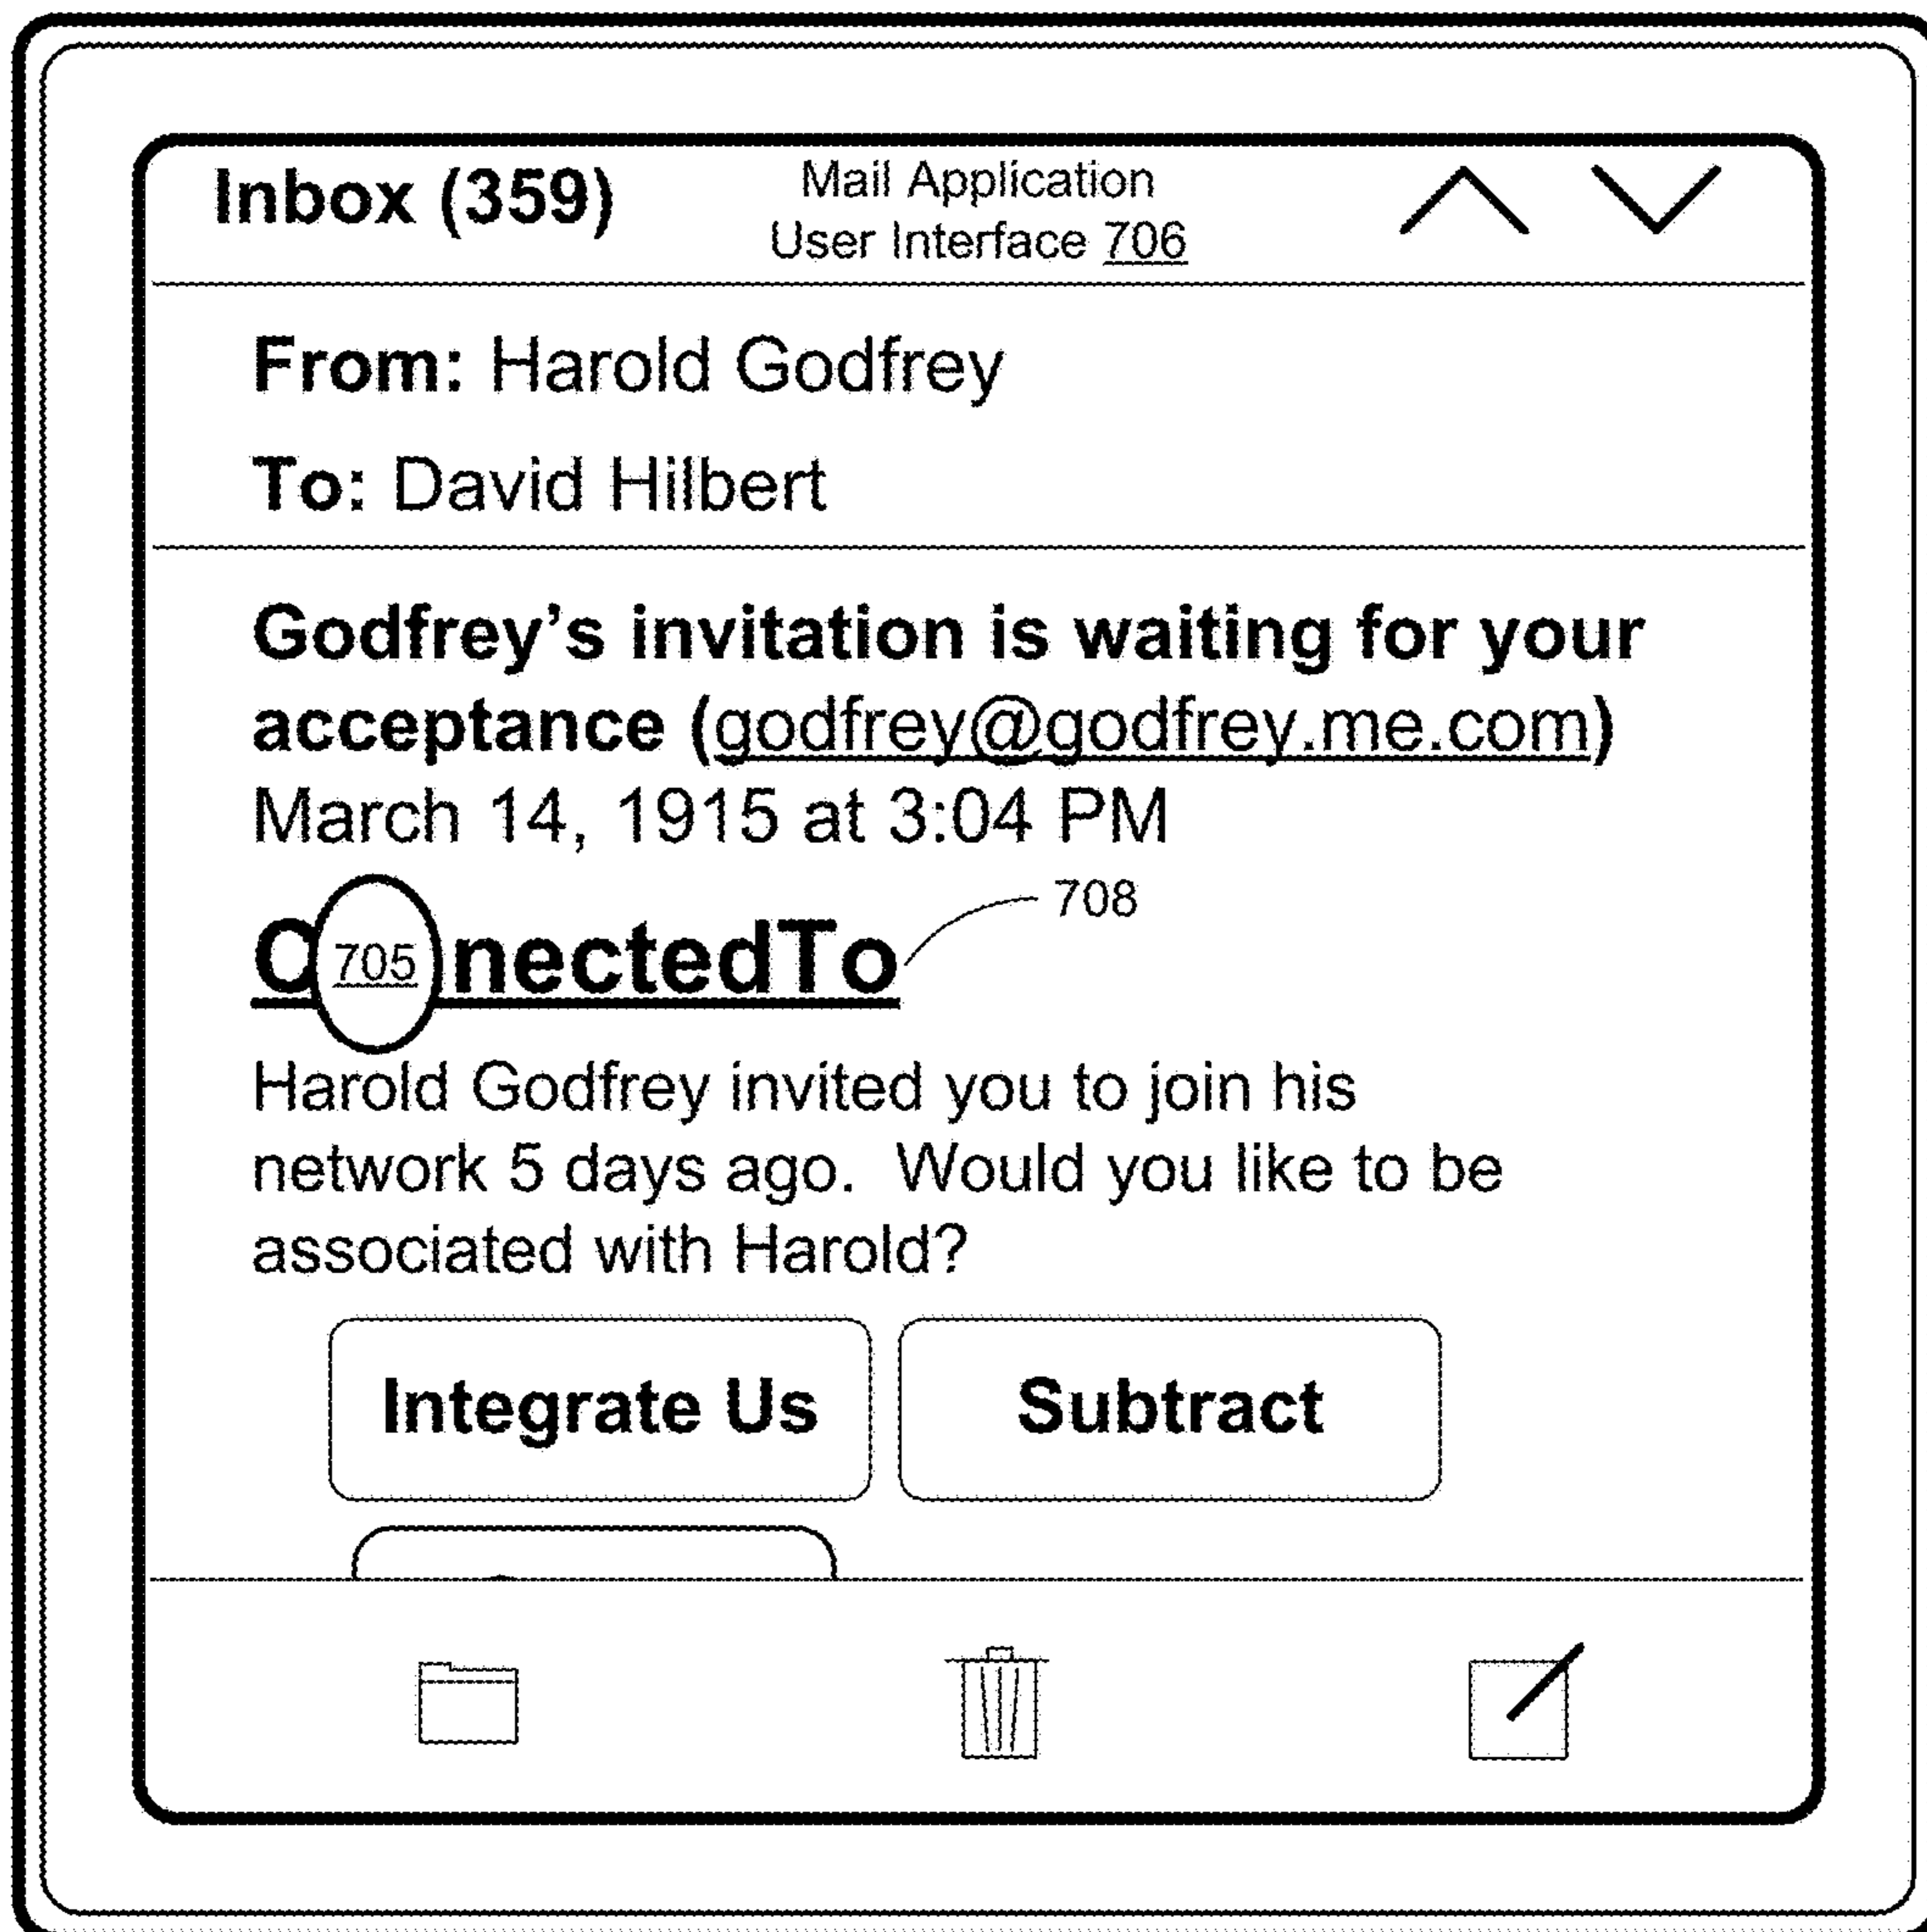 Inbox (359)
Mail Application
User Interface 706
From: Harold Godfrey
To: David Hilbert
Godfrey’s invitation is waiting for your
acceptance (godfrey@godfrey.me.com)
March 14, 1915 at 3:04 PM
708
C 705 nectedTo
Harold Godfrey invited you to join his
network 5 days ago.  Would you like to be
associated with Harold?
Integrate Us
Subtract